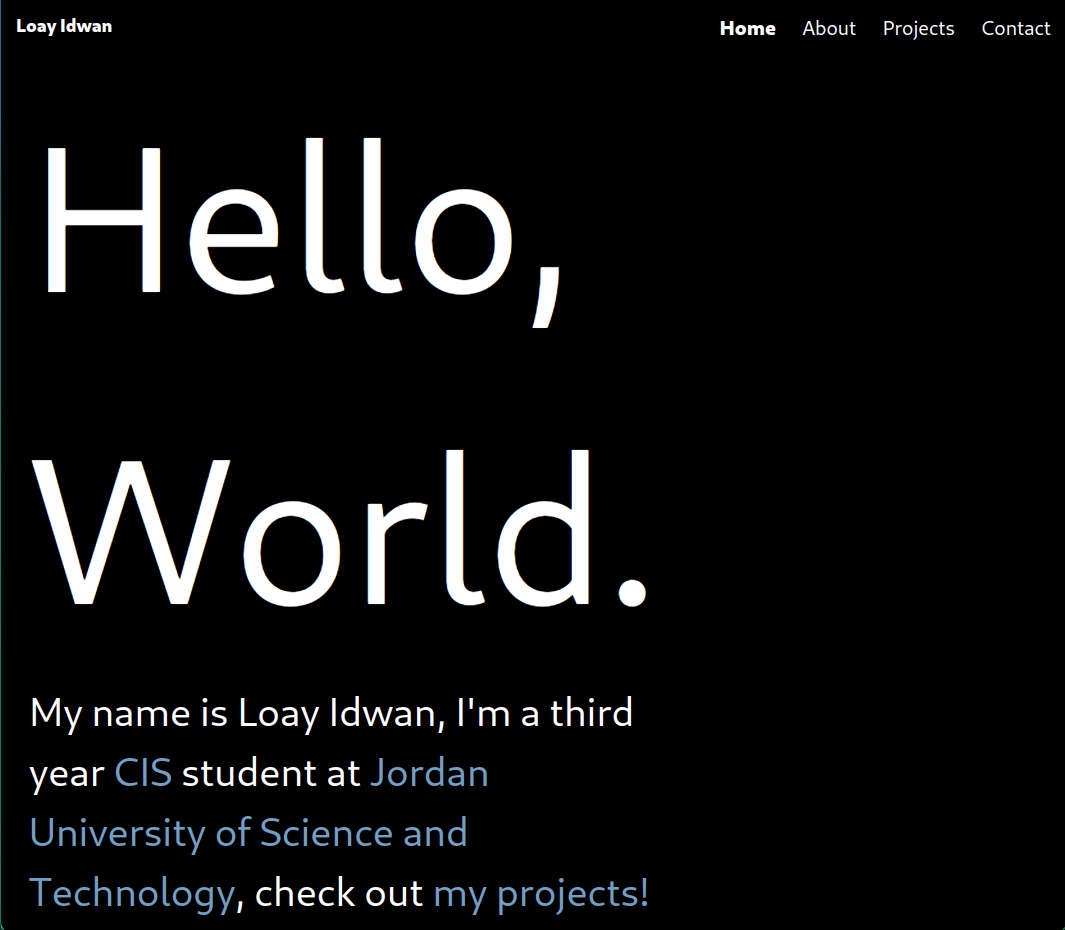 Loay Idwan
Home About Projects Contact
Hello,
World.
My name is Loay Idwan, I'm a third
year CIS student at Jordan
University of Science and
Technology, check out my projects!